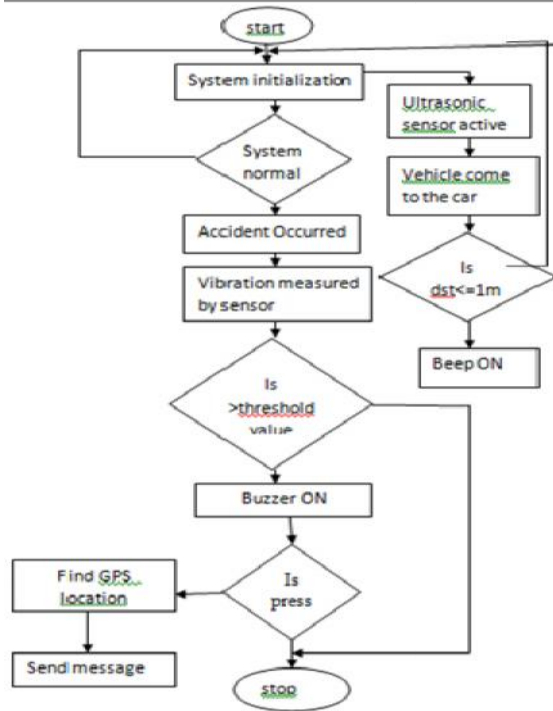 start
System initialization
Ultrasonic
sensor active
System
normal
Vehicle come
to the car
Accident Occurred
Is
dst<=1m
Vibration measured
by sensor
Beep ON
Is
>threshold
value
Buzzer ON
Is
press
Find GPS
location
Send message
stop